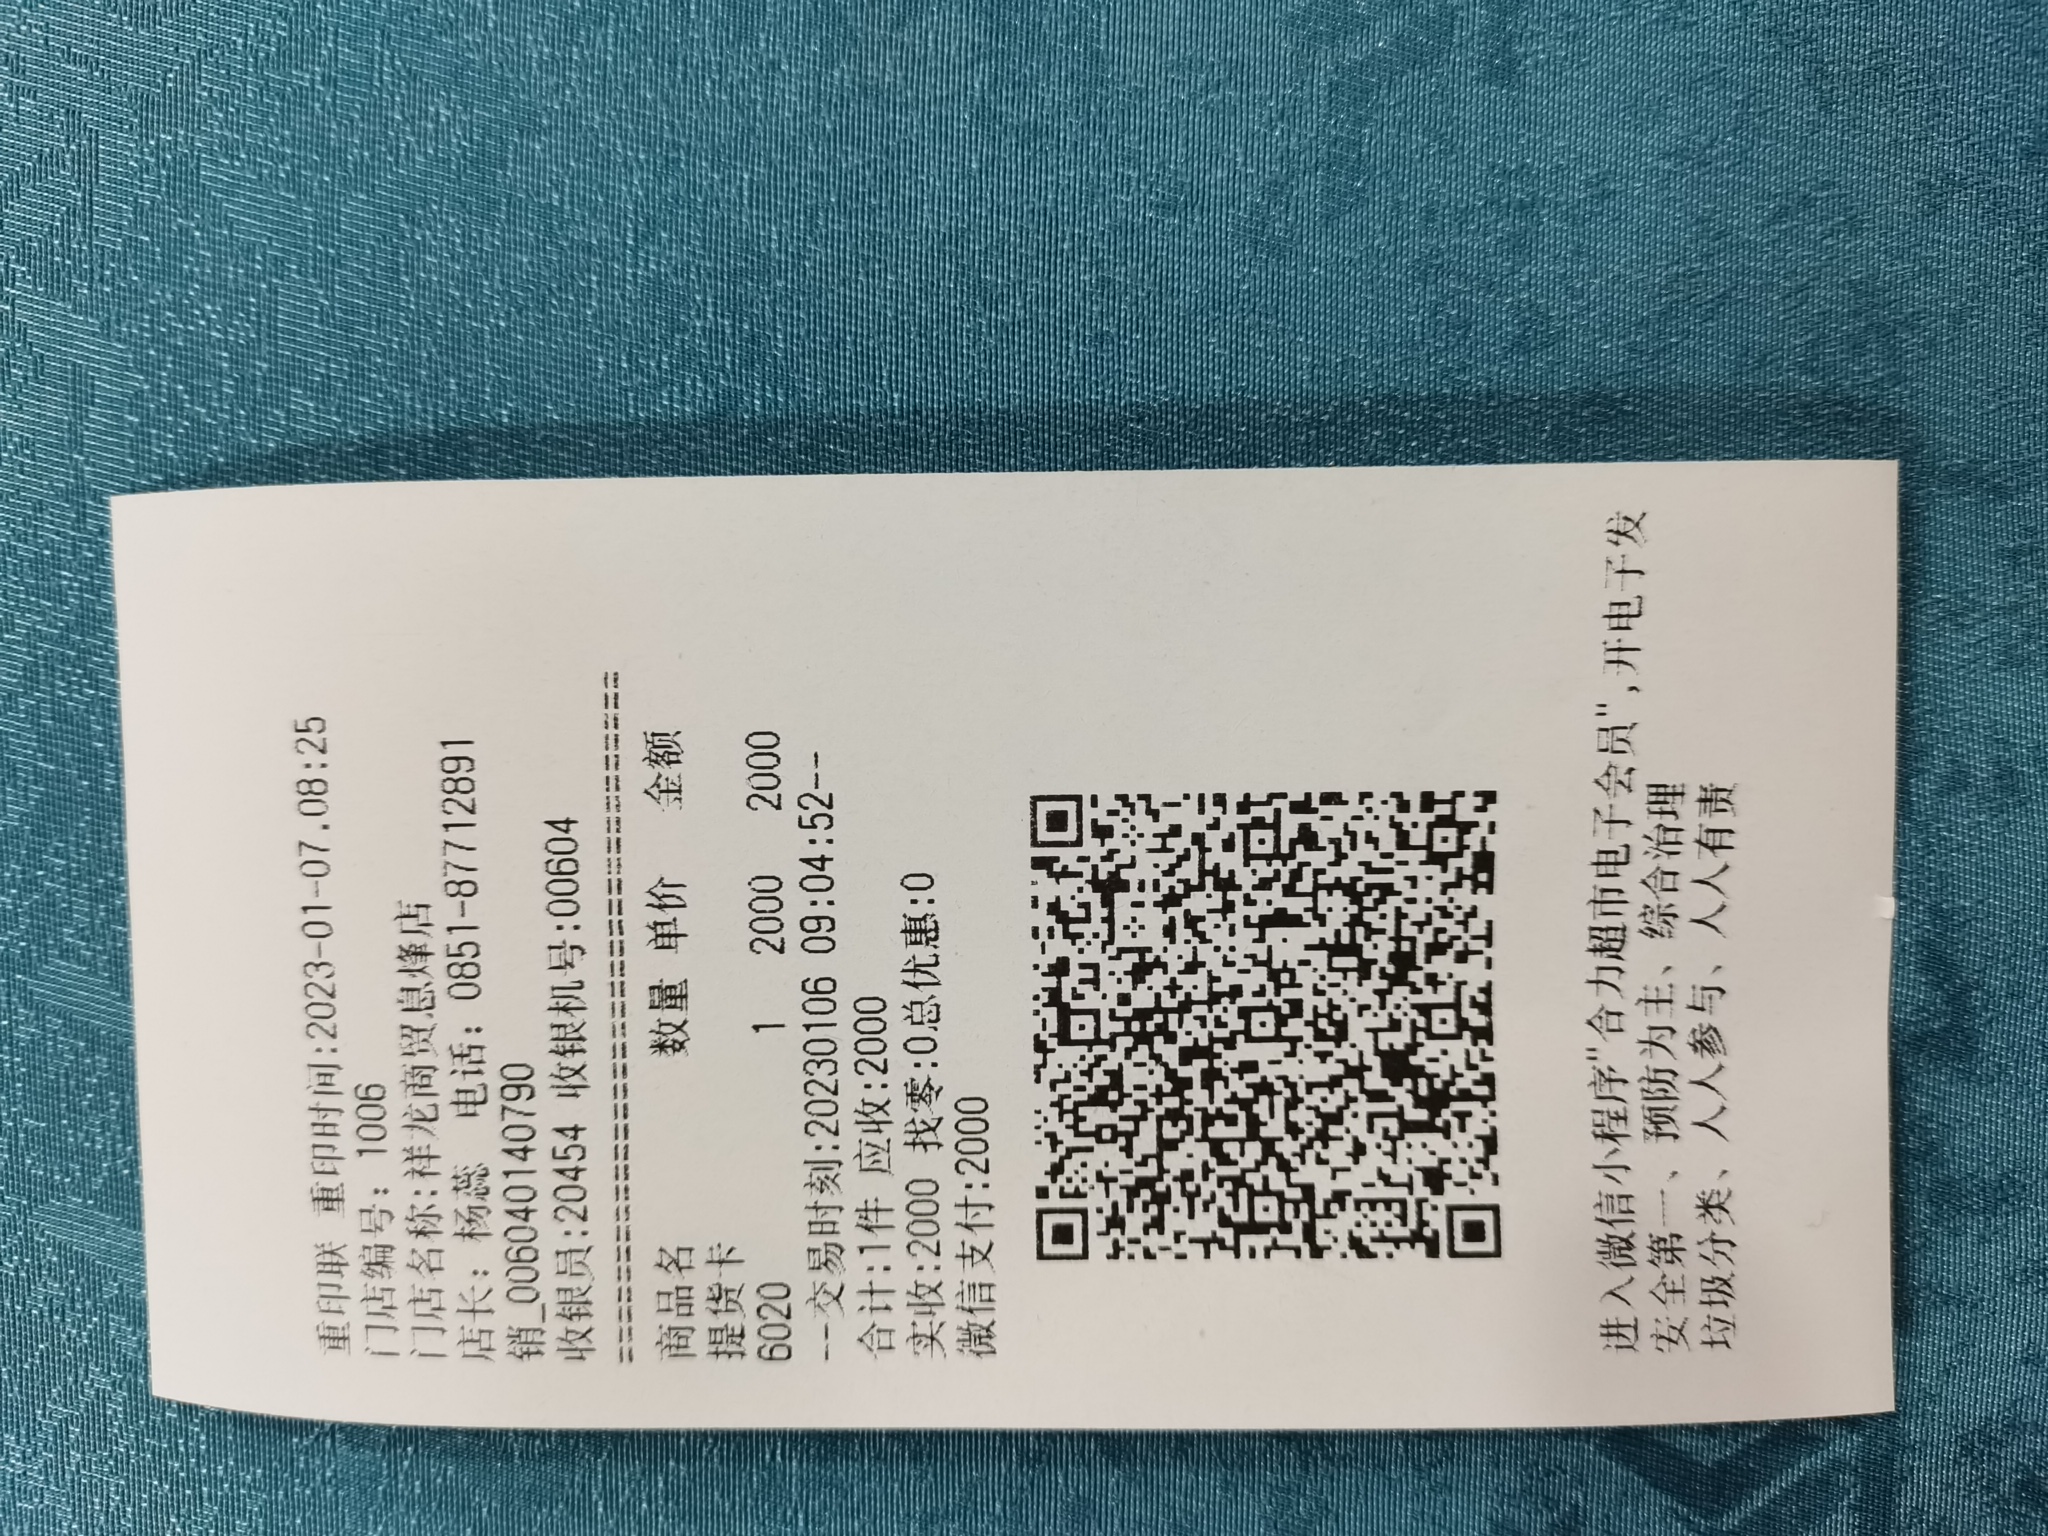 重印联 重印时间:2023-01-07.08:25
门店编号: 1006
门店名称:祥龙商贸息烽店
店长: 杨蕊 电话: 0851-87712891
销_006040140790
收银员:20454 收银机号:00604
========================================
商品名 数量 单价 金额
提货卡
6020 1 2000 2000
--交易时刻:20230106 09:04:52--
合计:1件 应收:2000
实收:2000 找零:0总优惠:0
微信支付:2000
进入微信小程序"合力超市电子会员",开电子发
安全第一、预防为主、综合治理
垃圾分类、人人参与、人人有责